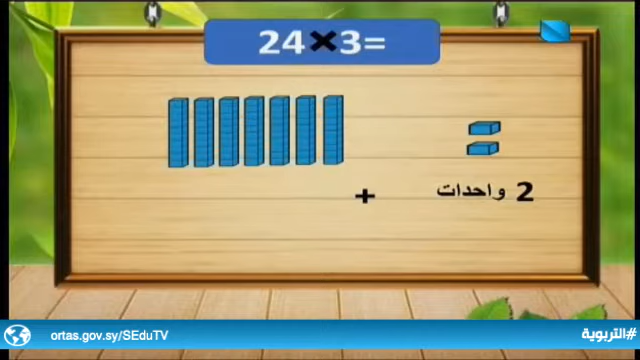 24×3=
+
2 واحدات
ortas.gov.sy/SEduTV
#التربوية